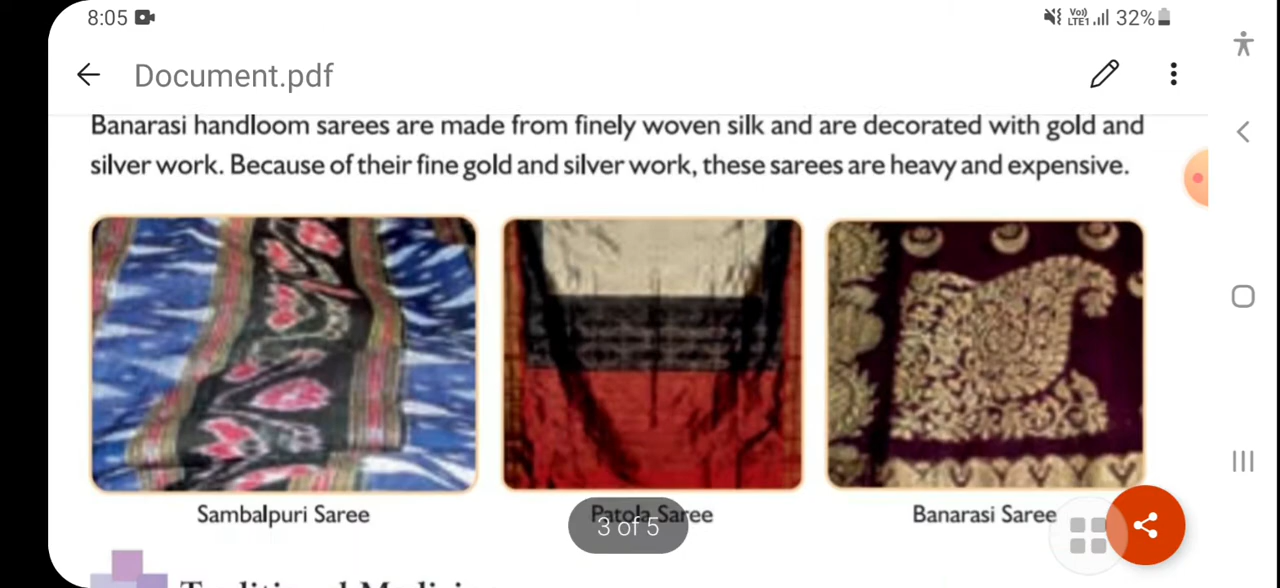 8:05
Vo))
LTE1
32%
Document.pdf
Banarasi handloom sarees are made from finely woven silk and are decorated with gold and
silver work. Because of their fine gold and silver work, these sarees are heavy and expensive.
Sambalpuri Saree
Patola Saree
Banarasi Saree
3 of 5